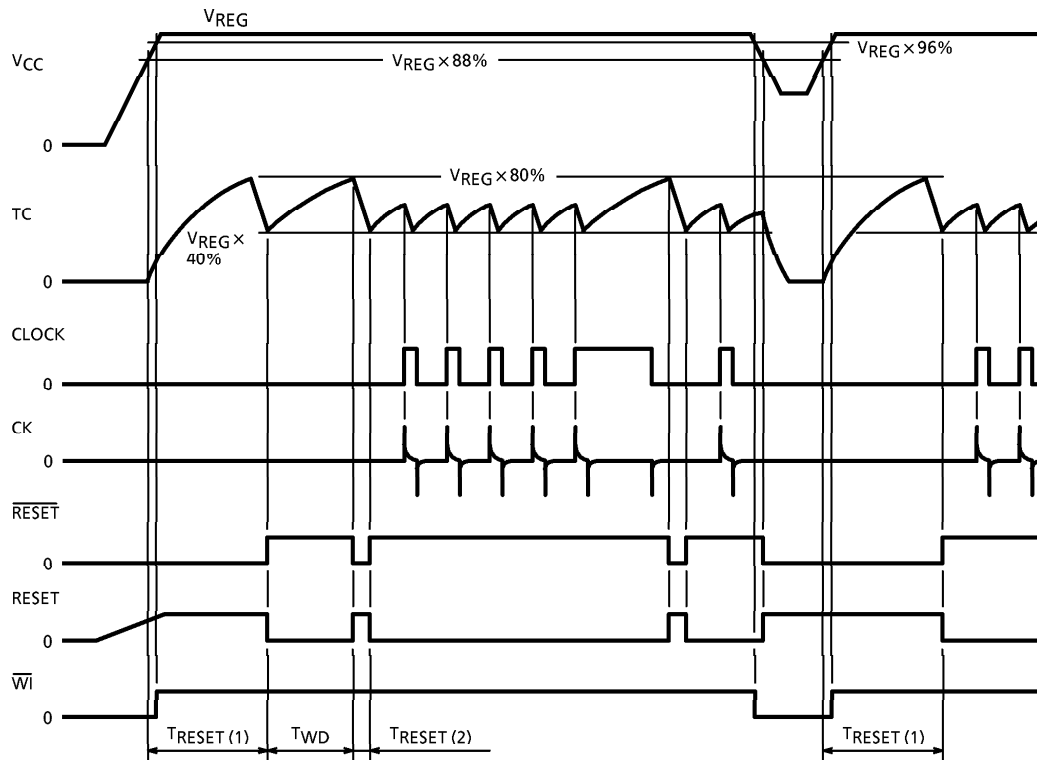 VREG
VCC
VREG×96%
VREG×88%
0
VREG×80%
TC
VREG×
40%
0
CLOCK
0
CK
0
RESET
0
RESET
0
WI
0
TRESET (1)
TWD
TRESET (2)
TRESET (1)